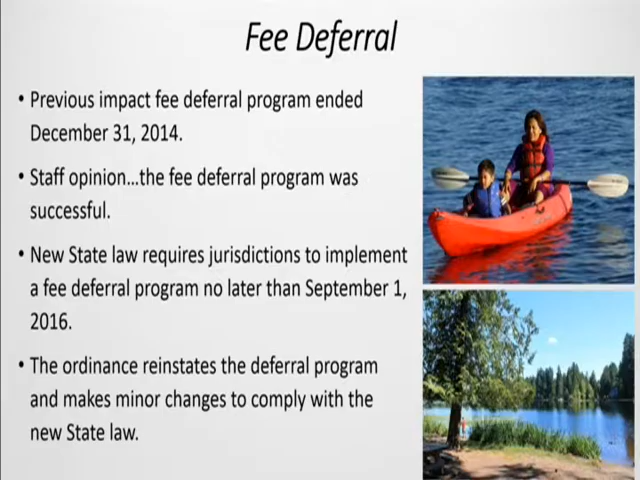 Fee Deferral
• Previous impact fee deferral program ended
December 31, 2014.
• Staff opinion...the fee deferral program was
successful.
• New State law requires jurisdictions to implement
a fee deferral program no later than September 1,
2016.
• The ordinance reinstates the deferral program
and makes minor changes to comply with the
new State law.